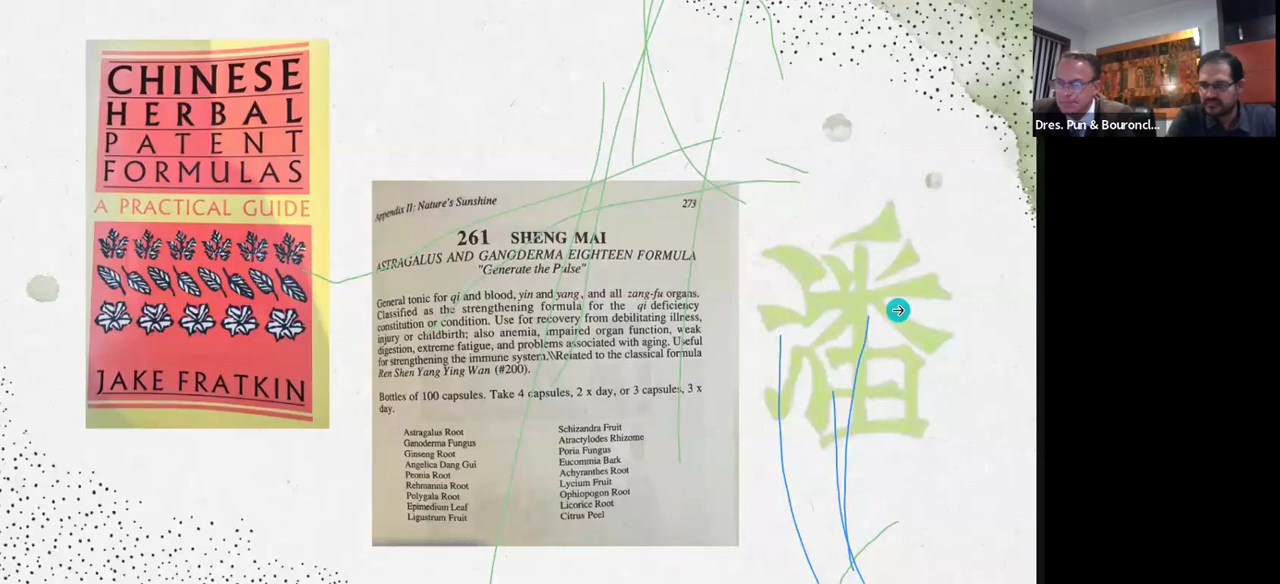 CHINESE
HERBAL
PATENT
FORMULAS
A PRACTICAL GUIDE
JAKE FRATKIN
Appendix II: Nature's Sunshine
273
261 SHENG MAI
ASTRAGALUS AND GANODERMA EIGHTEEN FORMULA
"Generate the Pulse"
General tonic for qi and blood, yin and yang, and all zang-fu organs.
Classified as the strengthening formula for the qi deficiency
constitution or condition. Use for recovery from debilitating illness,
injury or childbirth; also anemia, impaired organ function, weak
digestion, extreme fatigue, and problems associated with aging. Useful
for strengthening the immune system.\\Related to the classical formula
Ren Shen Yang Ying Wan (#200).
Bottles of 100 capsules. Take 4 capsules, 2 x day, or 3 capsules, 3 x
day.
Astragalus Root
Ganoderma Fungus
Ginseng Root
Angelica Dang Gui
Peonia Root
Rehmannia Root
Polygala Root
Epimedium Leaf
Ligustrum Fruit
Schizandra Fruit
Atractylodes Rhizome
Poria Fungus
Eucommia Bark
Achyranthes Root
Lycium Fruit
Ophiopogon Root
Licorice Root
Citrus Peel
潘
Dres. Pun & Bouroncl...